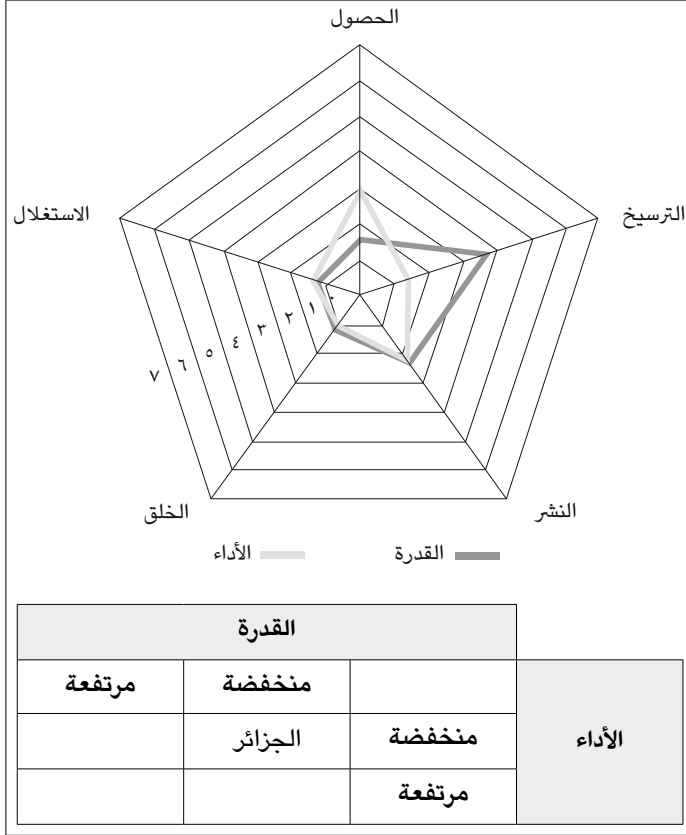 الحصول
الاستغلال
الترسيخ
٠
١
٢
٣
٤
٥
٦
٧
الخلق
النشر
القدرة
الأداء
القدرة
منخفضة مرتفعة
الأداء منخفضة الجزائر
مرتفعة